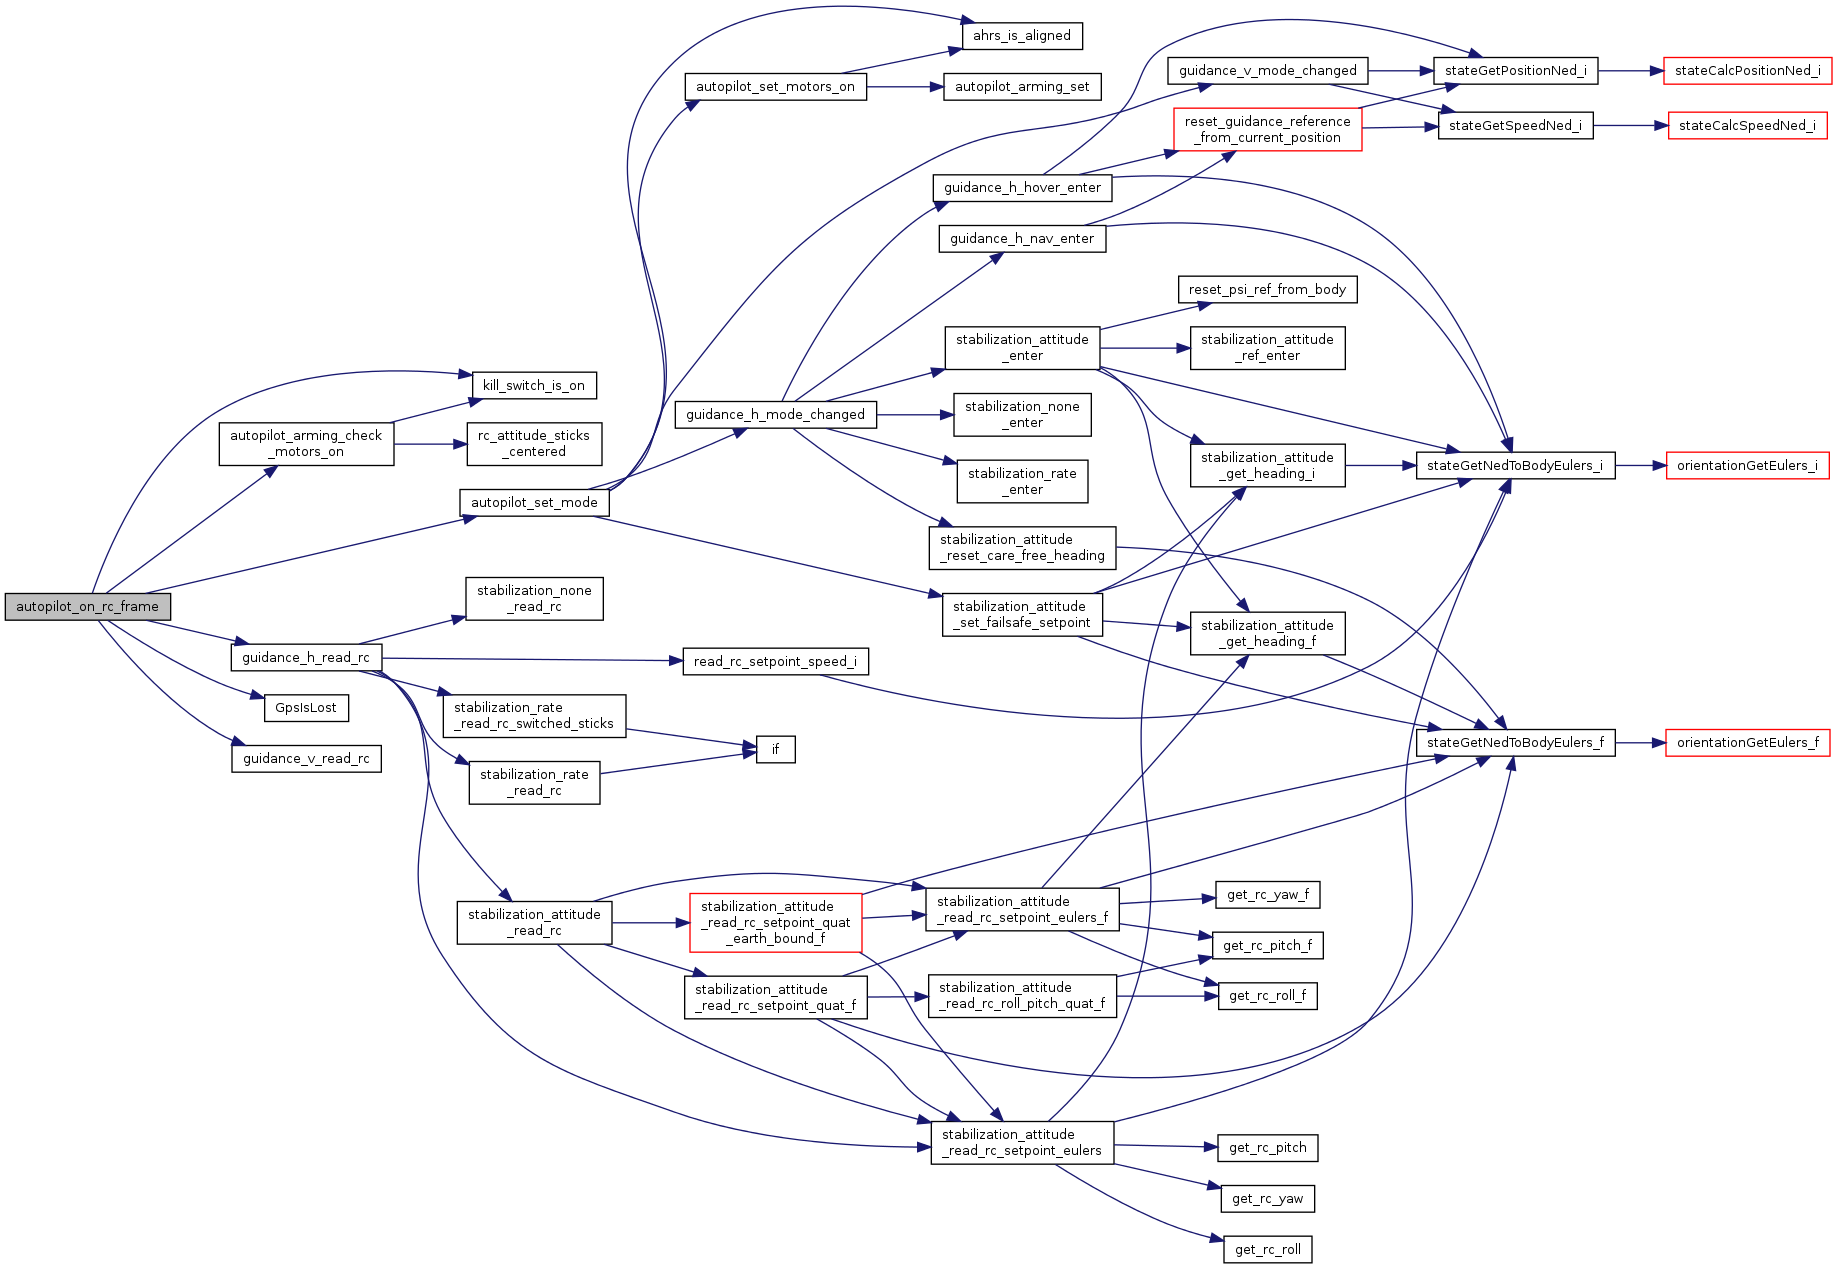 ahrs_is_aligned
autopilot_set_motors_on
autopilot_arming_set
guidance_v_mode_changed
stateGetPositionNed_i
stateCalcPositionNed_i
reset_guidance_reference
_from_current_position
stateGetSpeedNed_i
stateCalcSpeedNed_i
guidance_h_hover_enter
guidance_h_nav_enter
reset_psi_ref_from_body
stabilization_attitude
_enter
stabilization_attitude
_ref_enter
kill_switch_is_on
guidance_h_mode_changed
stabilization_none
_enter
autopilot_arming_check
_motors_on
rc_attitude_sticks
_centered
stabilization_attitude
_get_heading_i
stateGetNedToBodyEulers_i
orientationGetEulers_i
stabilization_rate
_enter
autopilot_set_mode
stabilization_attitude
_reset_care_free_heading
autopilot_on_rc_frame
stabilization_none
_read_rc
stabilization_attitude
_set_failsafe_setpoint
stabilization_attitude
_get_heading_f
guidance_h_read_rc
read_rc_setpoint_speed_i
GpsIsLost
stabilization_rate
_read_rc_switched_sticks
guidance_v_read_rc
if
stateGetNedToBodyEulers_f
orientationGetEulers_f
stabilization_rate
_read_rc
stabilization_attitude
_read_rc
stabilization_attitude
_read_rc_setpoint_quat
_earth_bound_f
stabilization_attitude
_read_rc_setpoint_eulers_f
get_rc_yaw_f
get_rc_pitch_f
stabilization_attitude
_read_rc_setpoint_quat_f
stabilization_attitude
_read_rc_roll_pitch_quat_f
get_rc_roll_f
stabilization_attitude
_read_rc_setpoint_eulers
get_rc_pitch
get_rc_yaw
get_rc_roll